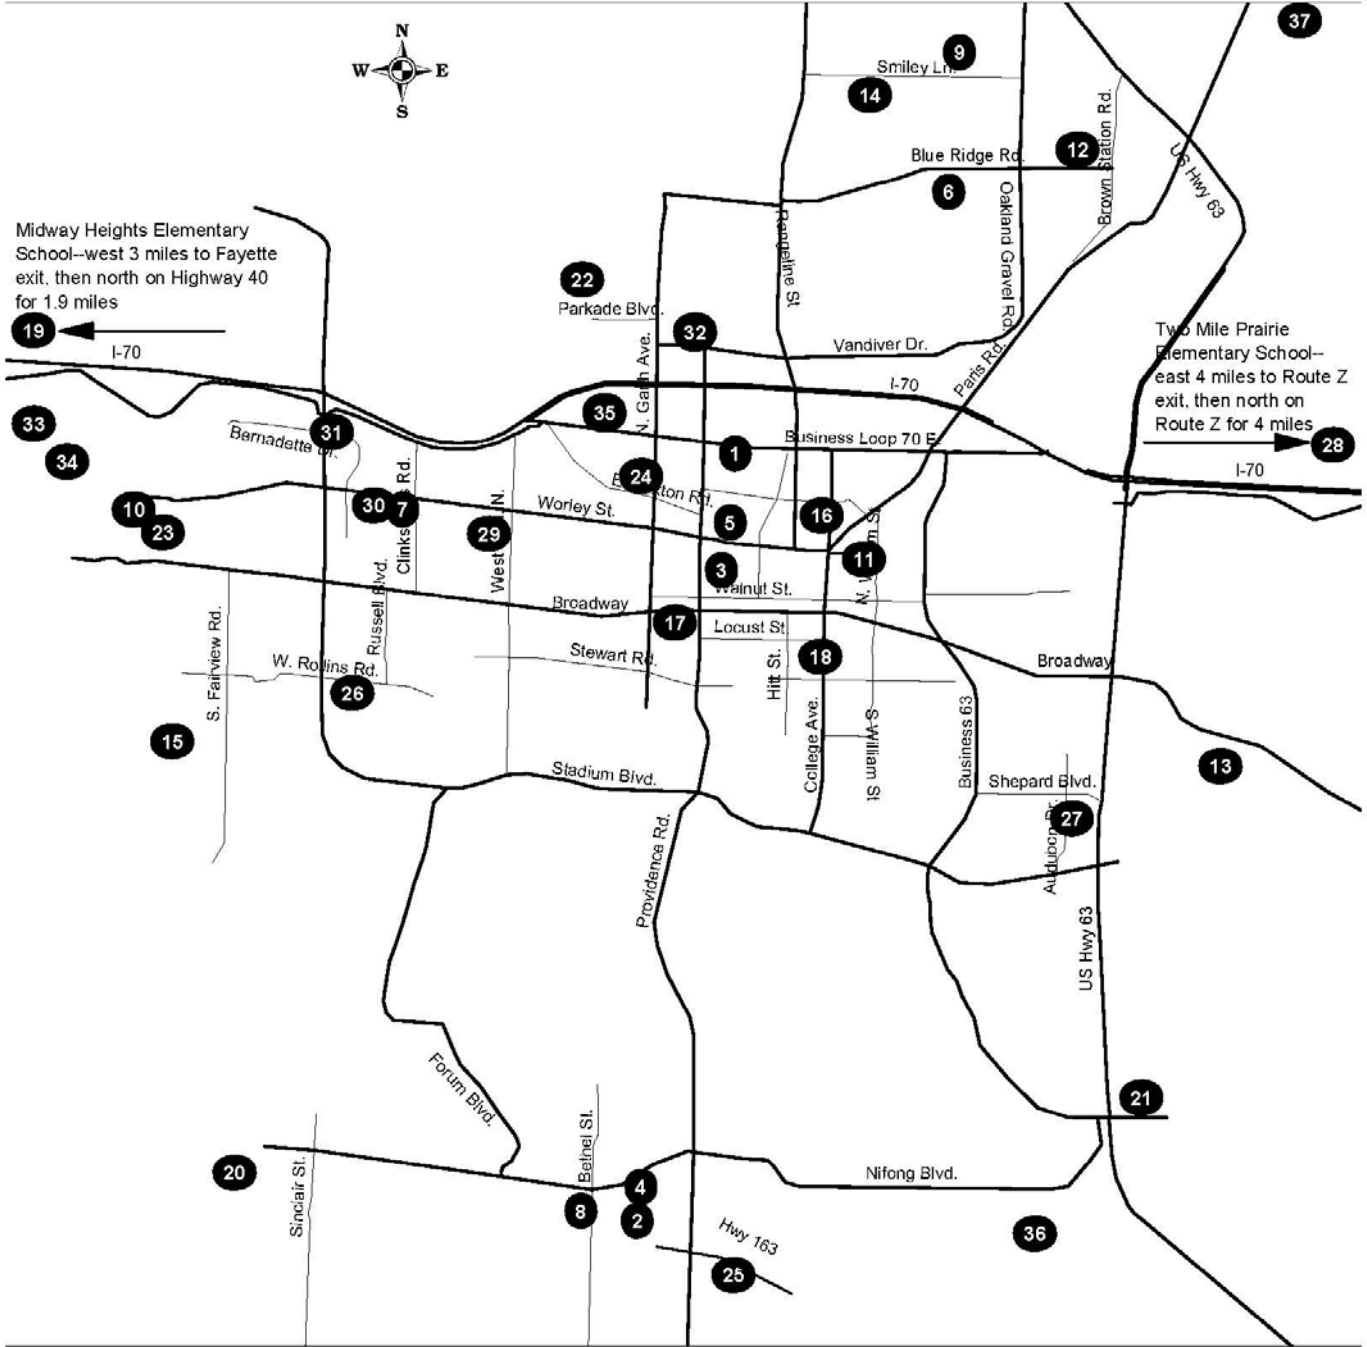 37
N
9
W E
Smiley Ln.
14
S
Brown Station Rd.
12
Blue Ridge Rd.
US Hwy 63
6
Oakland Gravel Rd.
Rangeline St
Midway Heights Elementary
School--west 3 miles to Fayette
exit, then north on Highway 40
for 1.9 miles
19
22
Parkade Blvd.
32
N. Garth Ave.
Vandiver Dr.
Paris Rd.
Two Mile Prairie
Elementary School--
east 4 miles to Route Z
exit, then north on
Route Z for 4 miles
28
I-70
I-70
I-70
33
34
31
Bernadette Dr.
35
Business Loop 70 E.
1
24
10
23
30
7
Worley St.
29
5
16
11
3
Walnut St.
Broadway
Russell Blvd.
17
Locust St.
18
Stewart Rd.
Hitt St.
Broadway
S. Fairview Rd.
W. Rollins Rd.
26
15
College Ave.
S William St
Business 63
13
Stadium Blvd.
Shepard Blvd.
27
Audubon Dr.
Providence Rd.
US Hwy 63
Forum Blvd.
21
Bethel St.
20
Sinclair St.
4
8
2
Nifong Blvd.
36
Hwy 163
25